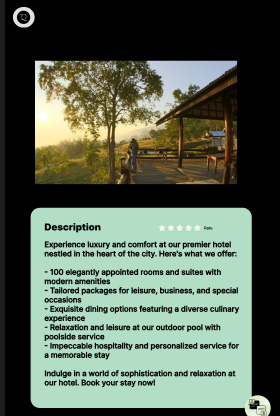 Description
Rate
Experience luxury and comfort at our premier hotel
nestled in the heart of the city. Here's what we offer:
- 100 elegantly appointed rooms and suites with
modern amenities
- Tailored packages for leisure, business, and special
occasions
- Exquisite dining options featuring a diverse culinary
experience
- Relaxation and leisure at our outdoor pool with
poolside service
- Impeccable hospitality and personalized service for
a memorable stay
Indulge in a world of sophistication and relaxation at
our hotel. Book your stay now!